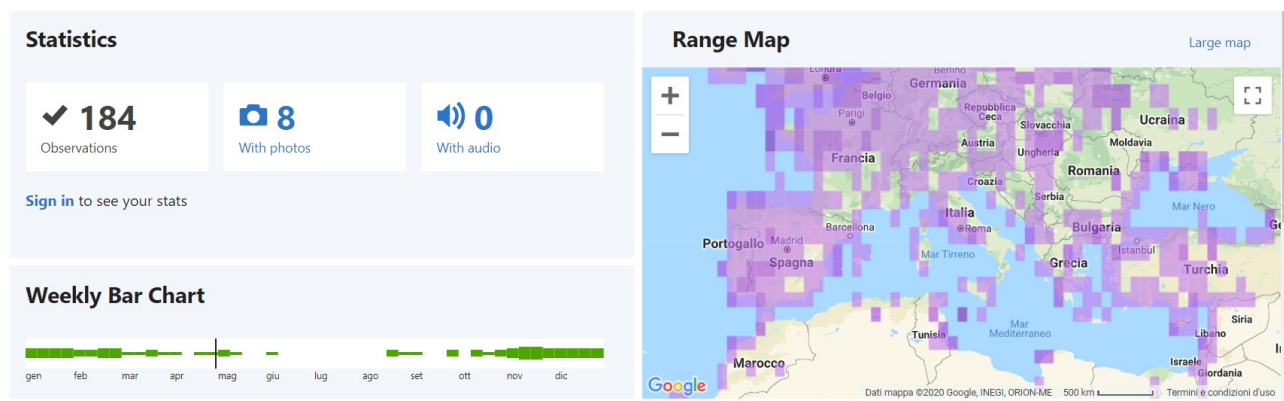 Statistics
184
Observations
8
With photos
0
With audio
Sign in to see your stats
Weekly Bar Chart
gen feb mar apr mag giu lug ago set ott nov dic
Range Map
Large map
Londra
Berlino
Germania
Belgio
Parigi
Repubblica
Ceca
Slovacchia
Ucraina
Austria
Moldavia
Francia
Ungheria
Romania
Croazia
Serbia
Mar Nero
Italia
Barcellona
Roma
Bulgaria
Portogallo
Madrid
Istanbul
Mar Tirreno
Spagna
Grecia
Turchia
Mar
Mediterraneo
Siria
Tunisia
Libano
Marocco
Israele
Giordania
Google
Dati mappa ©2020 Google, INEGI, ORION-ME 500 km Termini e condizioni d'uso